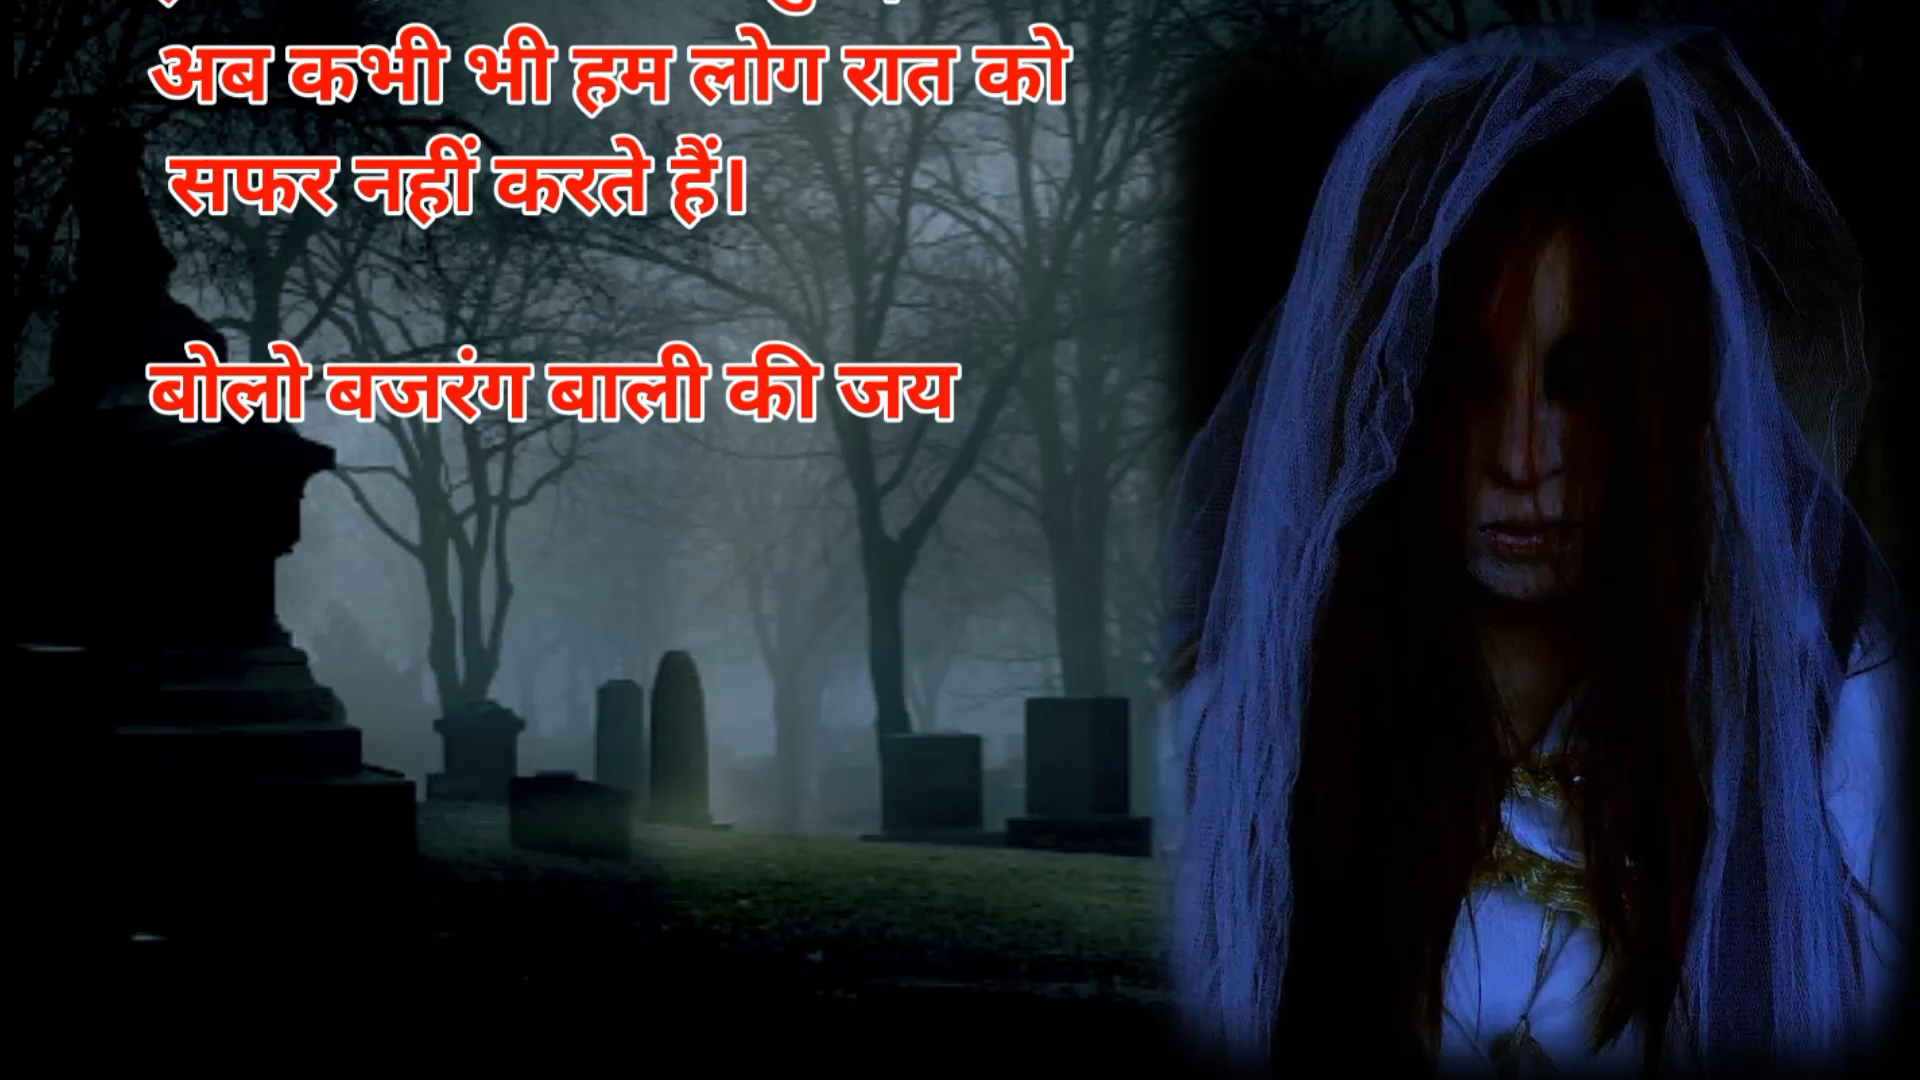 अब कभी भी हम लोग रात को
सफर नहीं करते हैं।
बोलो बजरंग बाली की जय